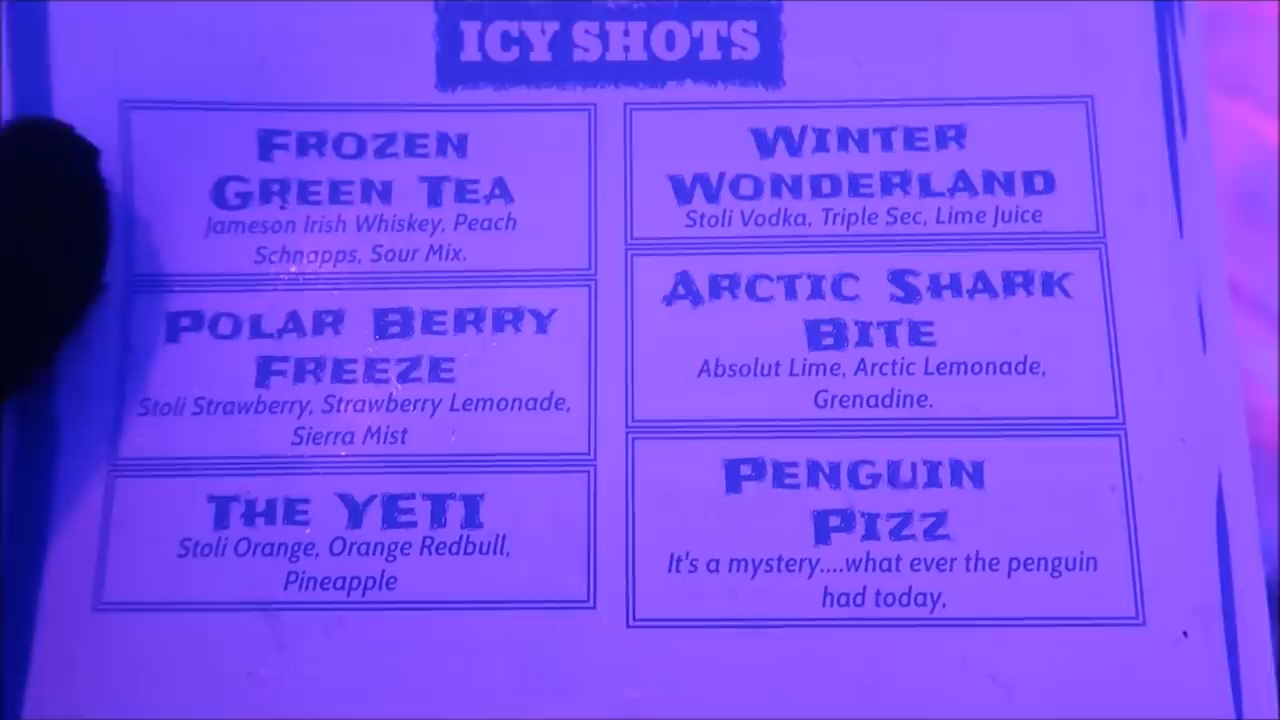 ICY SHOTS
FROZEN
GREEN TEA
Jameson Irish Whiskey, Peach
Schnapps, Sour Mix.
POLAR BERRY
FREEZE
Stoli Strawberry, Strawberry Lemonade,
Sierra Mist
THE YETI
Stoli Orange, Orange Redbull,
Pineapple
WINTER
WONDERLAND
Stoli Vodka, Triple Sec, Lime Juice
ARCTIC SHARK
BITE
Absolut Lime, Arctic Lemonade,
Grenadine.
PENGUIN
PIZZ
It's a mystery....what ever the penguin
had today,